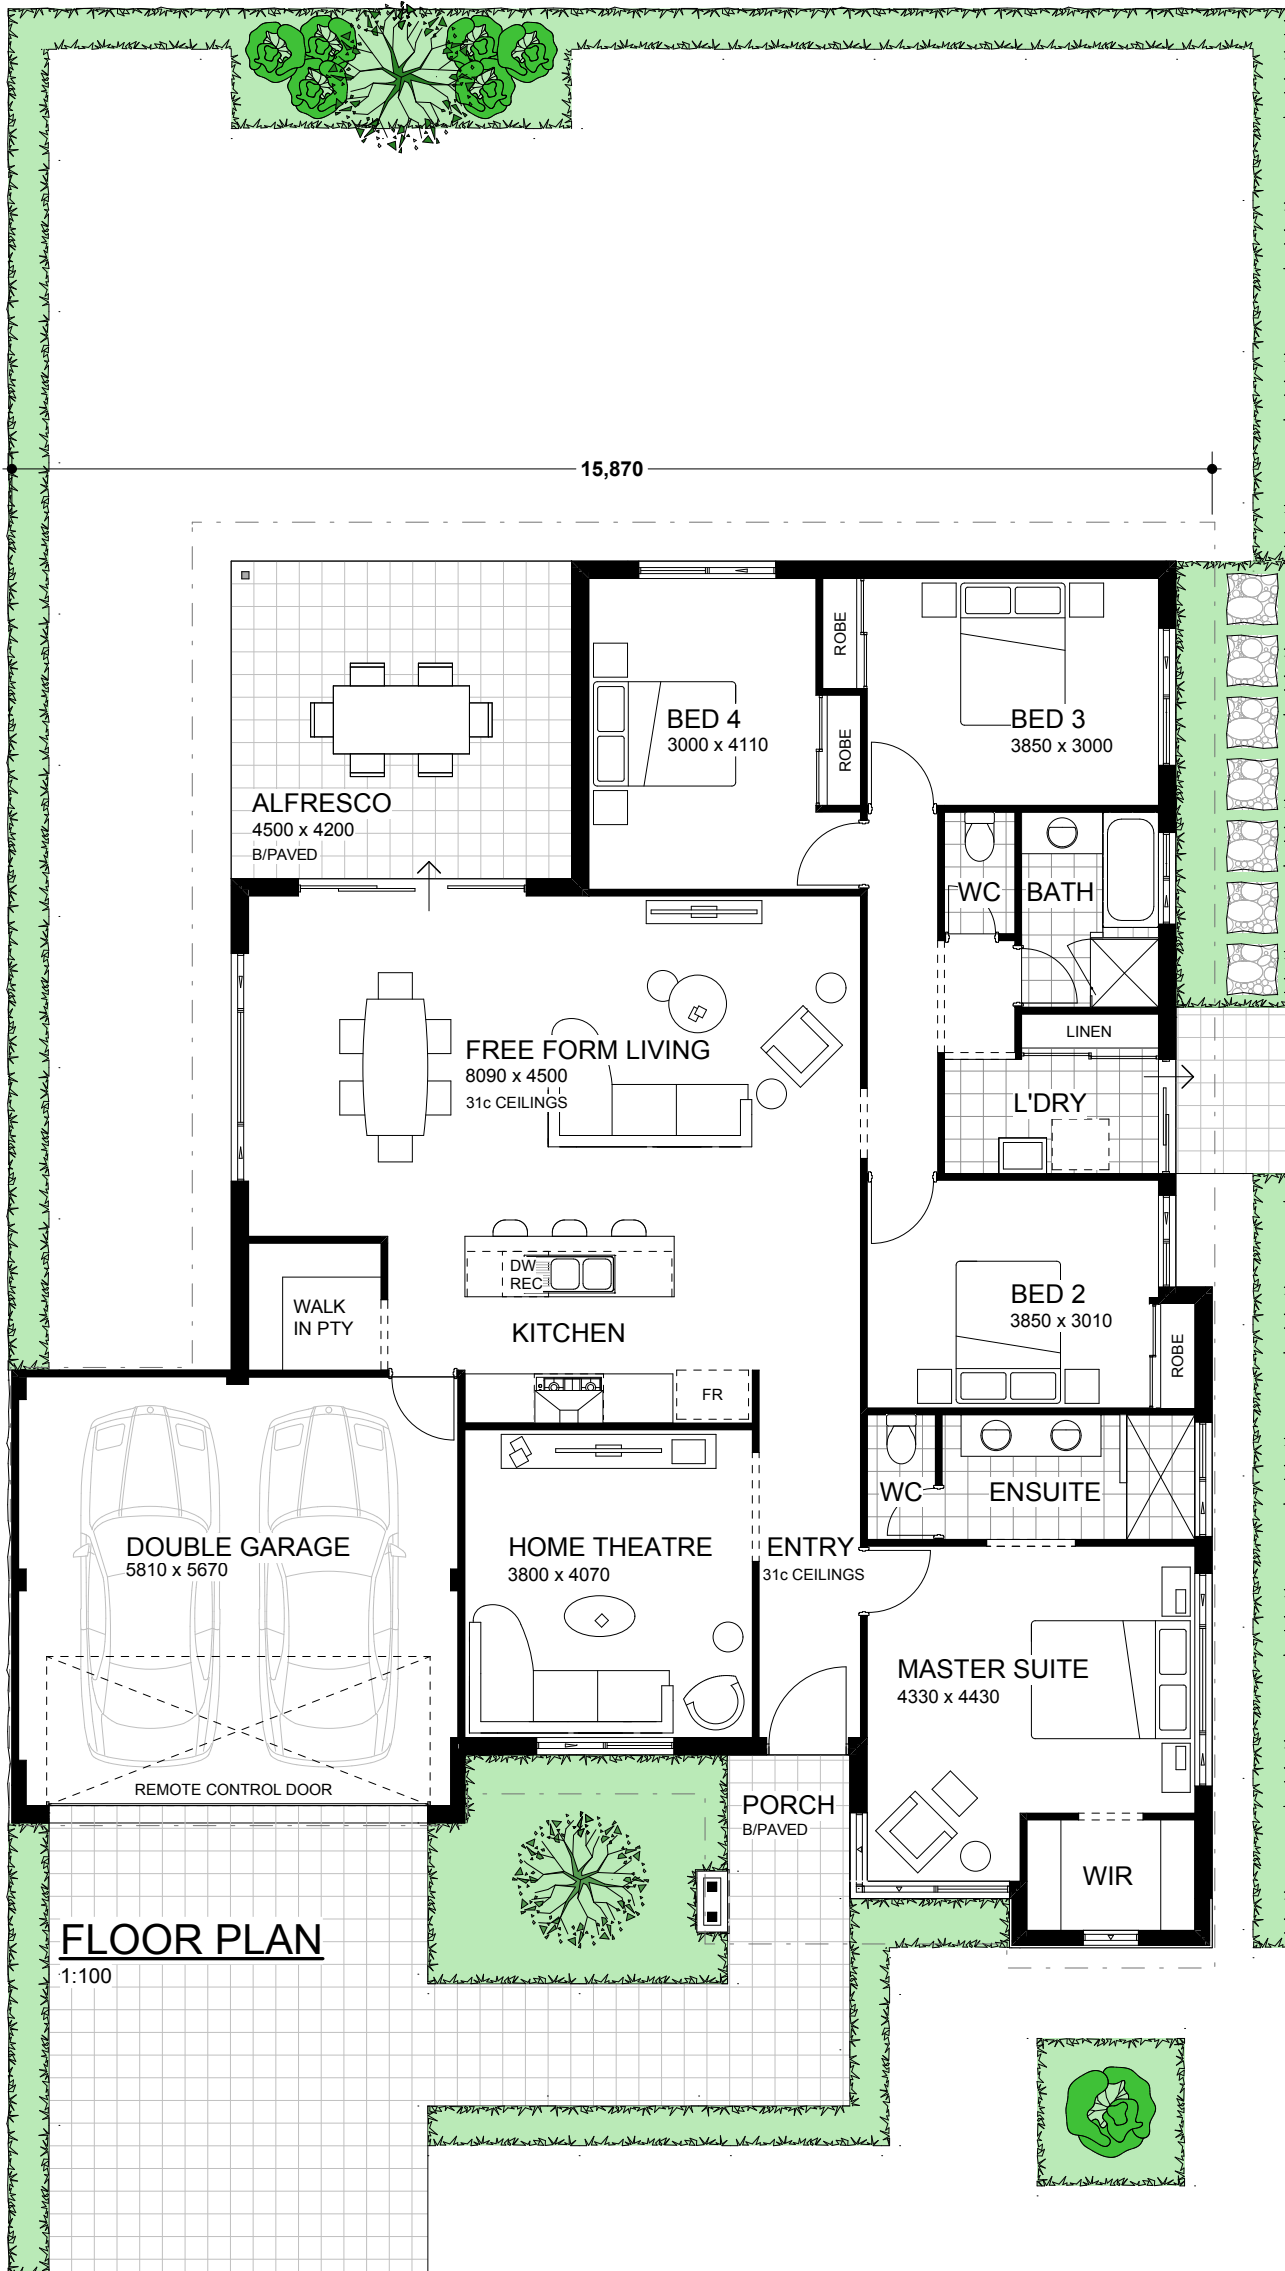 15,870
ROBE
BED 4
3000 x 4110
ROBE
BED 3
3850 x 3000
ALFRESCO
4500 x 4200
B/PAVED
WC
BATH
LINEN
FREE FORM LIVING
8090 x 4500
31c CEILINGS
L'DRY
DW
REC
WALK
IN PTY
KITCHEN
BED 2
3850 x 3010
ROBE
FR
WC
ENSUITE
DOUBLE GARAGE
5810 x 5670
HOME THEATRE
3800 x 4070
ENTRY
31c CEILINGS
MASTER SUITE
4330 x 4430
REMOTE CONTROL DOOR
PORCH
B/PAVED
WIR
FLOOR PLAN
1:100